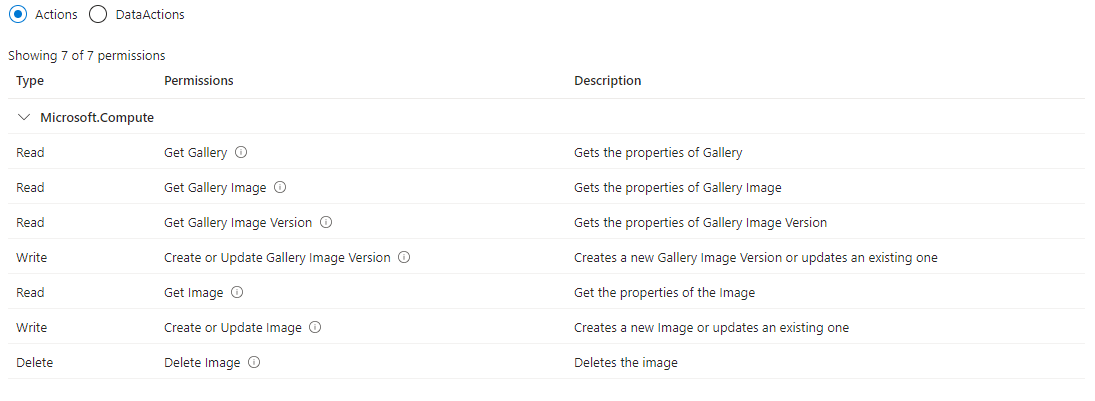 Actions DataActions
Showing 7 of 7 permissions
Type Permissions Description
Microsoft.Compute
Read Get Gallery Gets the properties of Gallery
Read Get Gallery Image Gets the properties of Gallery Image
Read Get Gallery Image Version Gets the properties of Gallery Image Version
Write Create or Update Gallery Image Version Creates a new Gallery Image Version or updates an existing one
Read Get Image Get the properties of the Image
Write Create or Update Image Creates a new Image or updates an existing one
Delete Delete Image Deletes the image